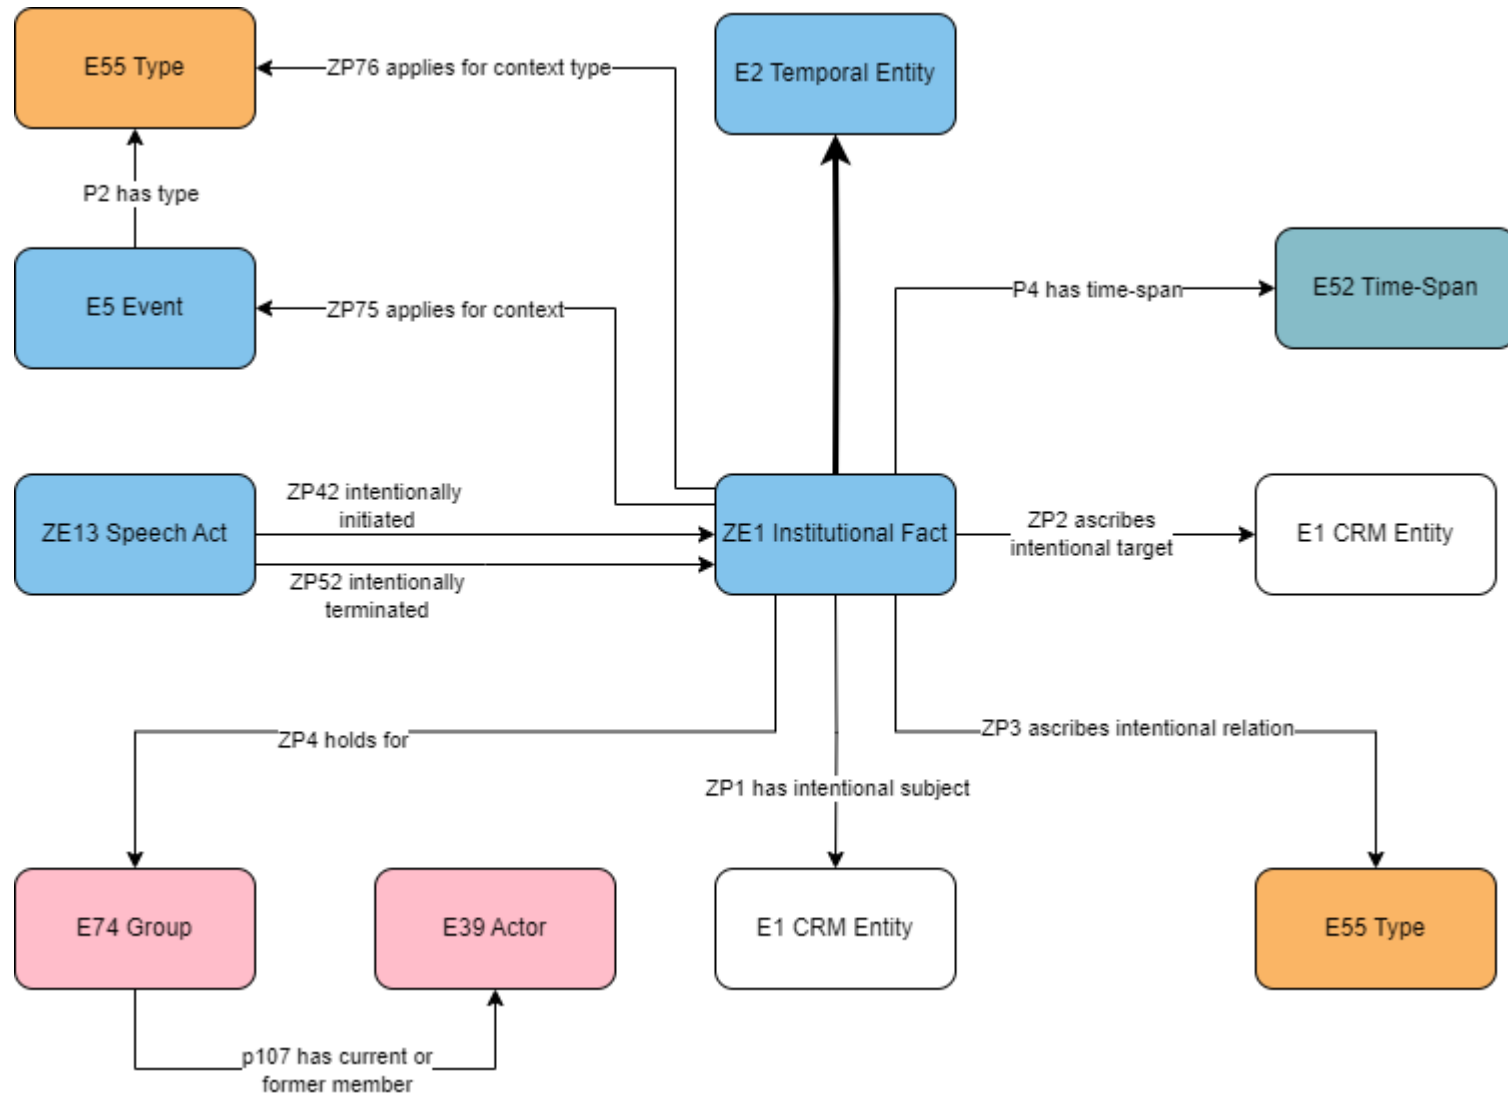 E55 Type
ZP76 applies for context type
E2 Temporal Entity
P2 has type
E5 Event
ZP75 applies for context
P4 has time-span
E52 Time-Span
ZE13 Speech Act
ZP42 intentionally
initiated
ZP52 intentionally
terminated
ZE1 Institutional Fact
ZP2 ascribes
intentional target
E1 CRM Entity
ZP4 holds for
ZP1 has intentional subject
ZP3 ascribes intentional relation
E74 Group
E39 Actor
E1 CRM Entity
E55 Type
p107 has current or
former member